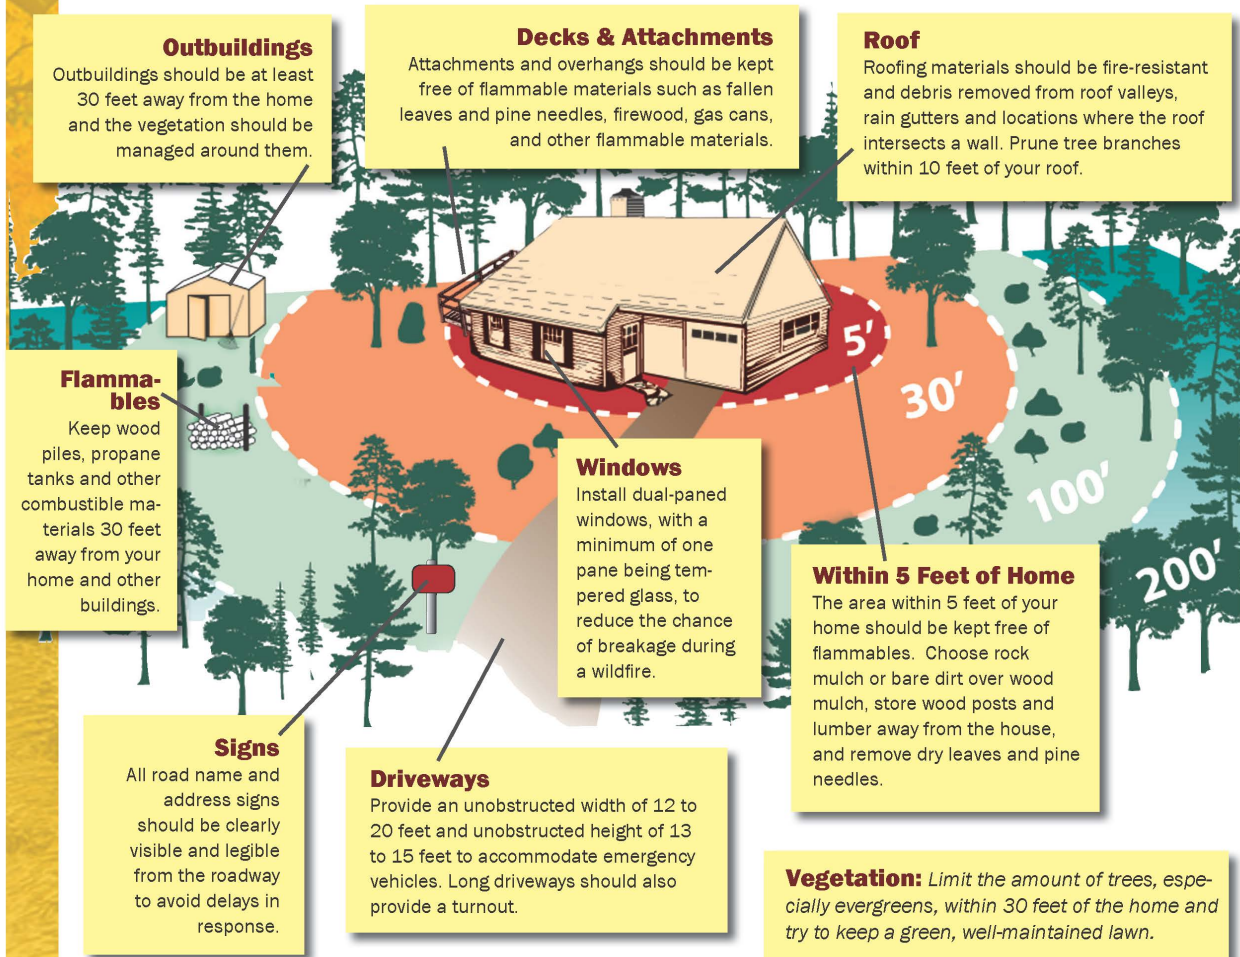 Outbuildings
Outbuildings should be at least
30 feet away from the home
and the vegetation should be
managed around them.
Decks & Attachments
Attachments and overhangs should be kept
free of flammable materials such as fallen
leaves and pine needles, firewood, gas cans,
and other flammable materials.
Roof
Roofing materials should be fire-resistant
and debris removed from roof valleys,
rain gutters and locations where the roof
intersects a wall. Prune tree branches
within 10 feet of your roof.
5'
30'
100'
200'
Flamma-
bles
Keep wood
piles, propane
tanks and other
combustible ma-
terials 30 feet
away from your
home and other
buildings.
Windows
Install dual-paned
windows, with a
minimum of one
pane being tem-
pered glass, to
reduce the chance
of breakage during
a wildfire.
Within 5 Feet of Home
The area within 5 feet of your
home should be kept free of
flammables.  Choose rock
mulch or bare dirt over wood
mulch, store wood posts and
lumber away from the house,
and remove dry leaves and pine
needles.
Signs
All road name and
address signs
should be clearly
visible and legible
from the roadway
to avoid delays in
response.
Driveways
Provide an unobstructed width of 12 to
20 feet and unobstructed height of 13
to 15 feet to accommodate emergency
vehicles. Long driveways should also
provide a turnout.
Vegetation: Limit the amount of trees, espe-
cially evergreens, within 30 feet of the home and
try to keep a green, well-maintained lawn.